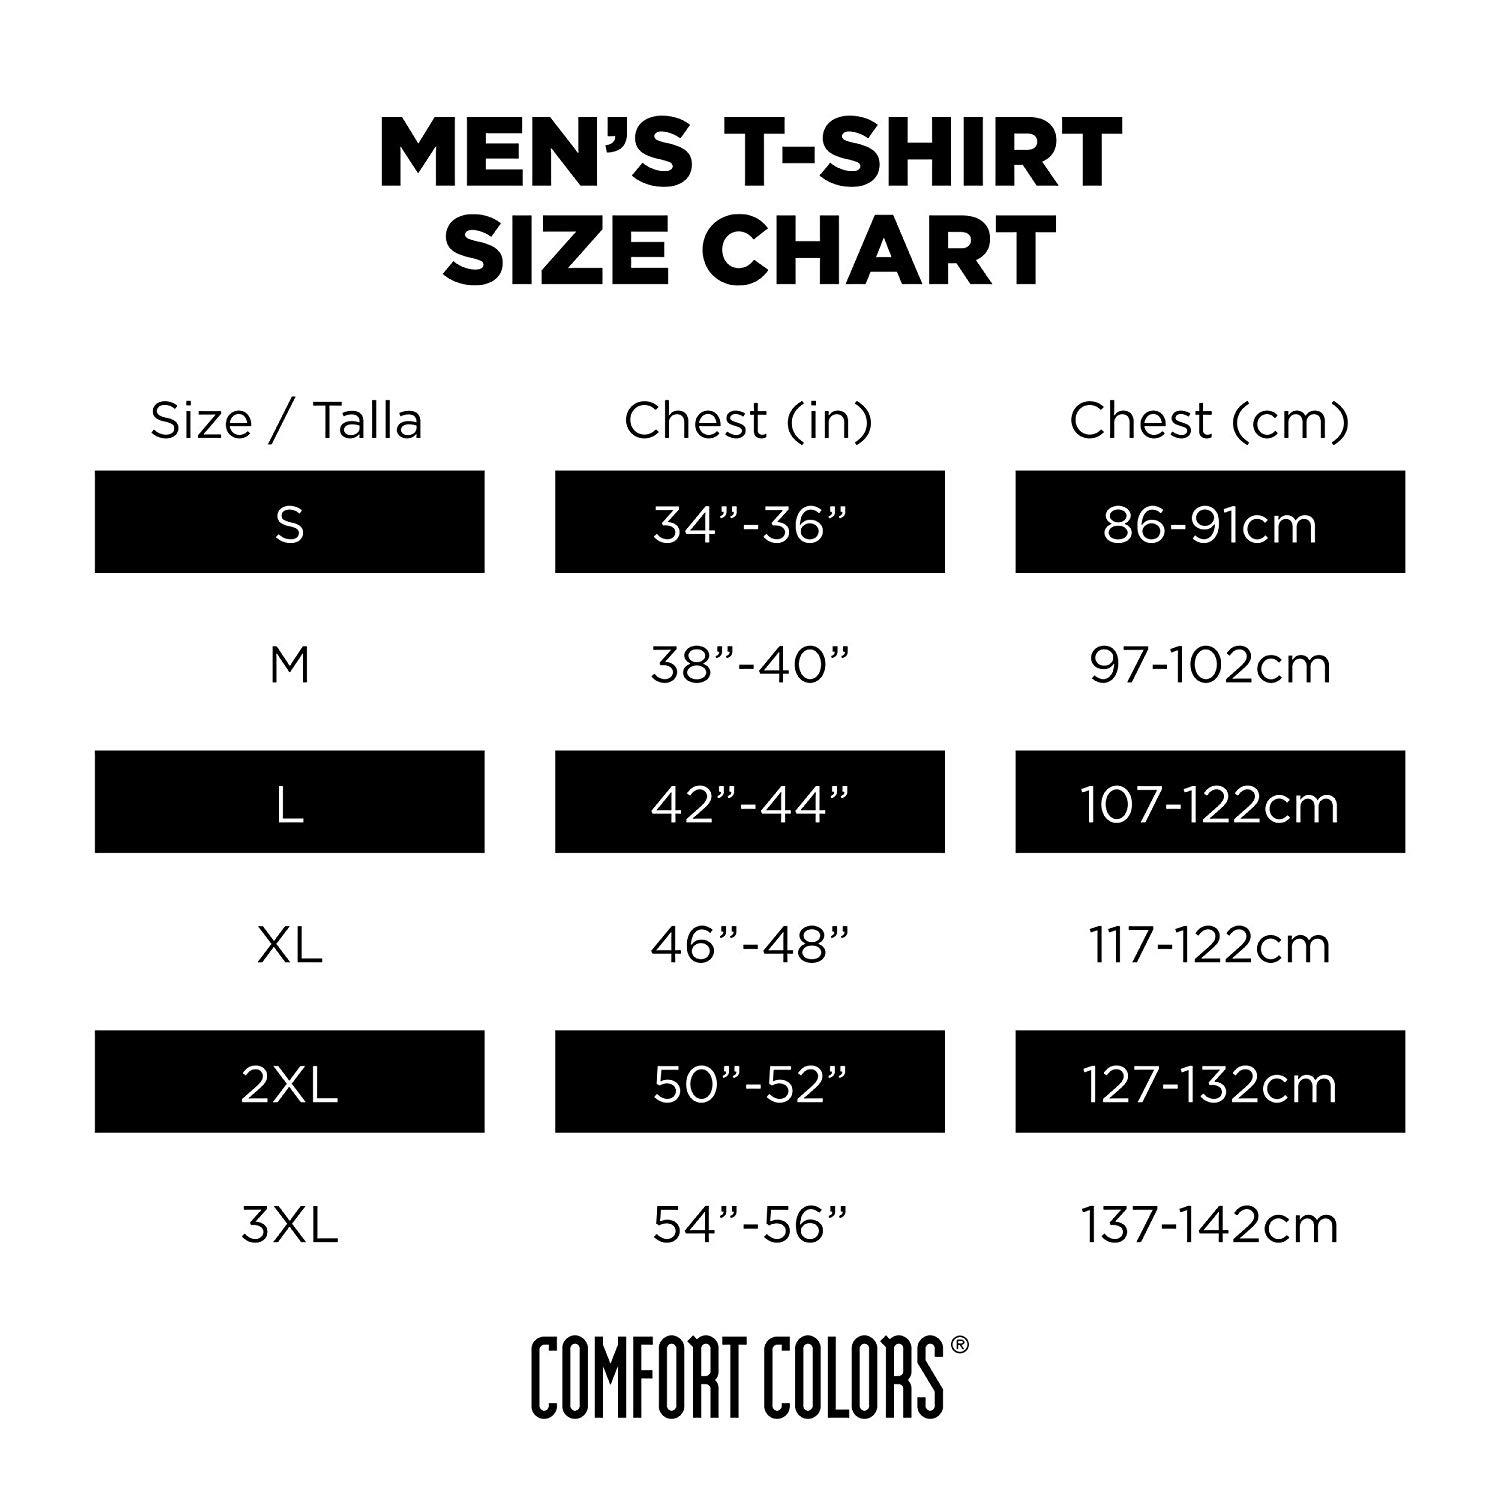 MEN’S T-SHIRT
SIZE CHART
Size / Talla Chest (in) Chest (cm)
S 34”-36” 86-91cm
M 38”-40” 97-102cm
L 42”-44” 107-122cm
XL 46”-48” 117-122cm
2XL 50”-52” 127-132cm
3XL 54”-56” 137-142cm
COMFORT COLORS®